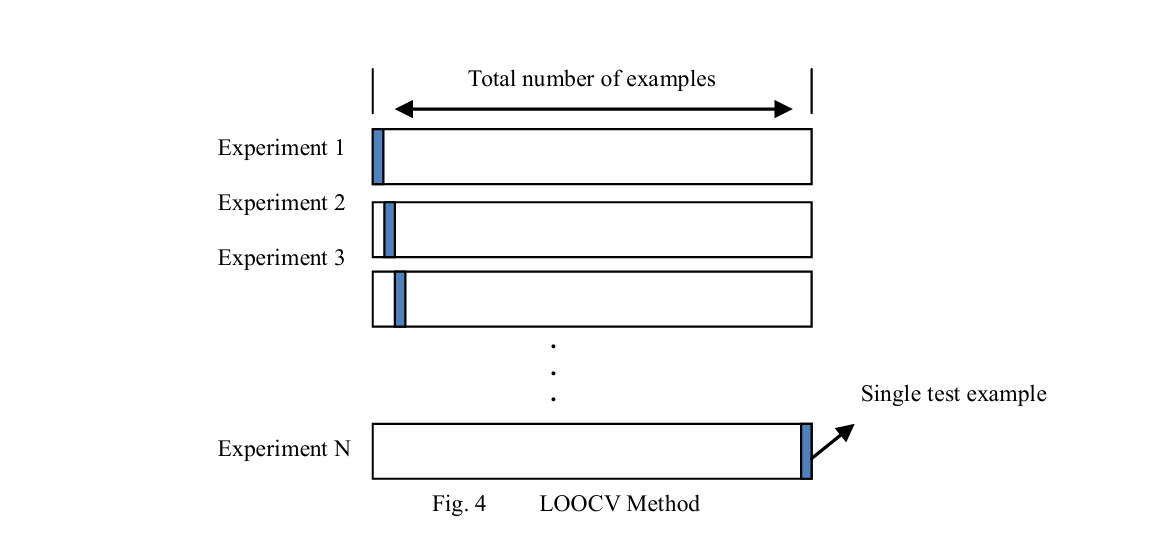 Total number of examples
Experiment 1
Experiment 2
Experiment 3
Single test example
Experiment N
Fig. 4 LOOCV Method